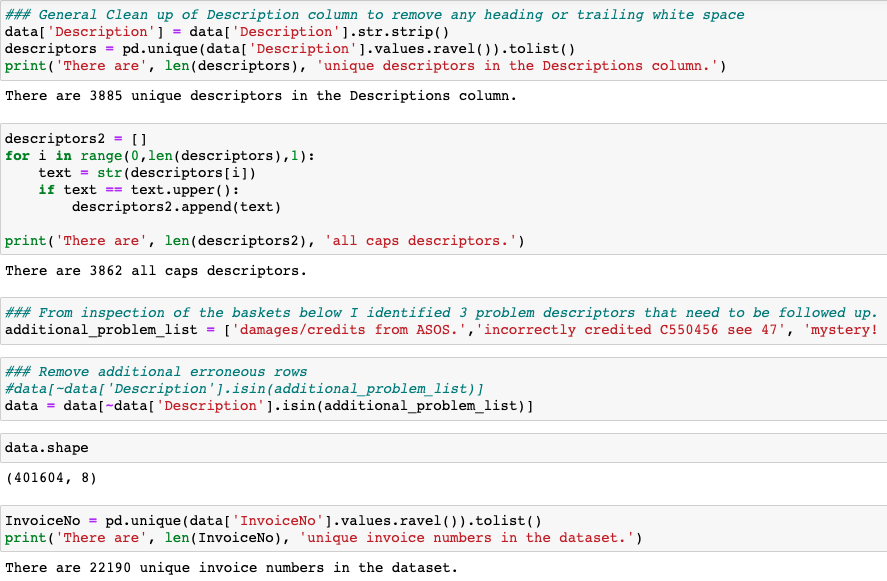 ### General Clean up of Description column to remove any heading or trailing white space
data['Description'] = data['Description'].str.strip()
descriptors = pd.unique(data['Description'].values.ravel()).tolist()
print('There are', len(descriptors), 'unique descriptors in the Descriptions column.')
There are 3885 unique descriptors in the Descriptions column.
descriptors2 = []
for i in range(0,len(descriptors),1):
    text = str(descriptors[i])
    if text == text.upper():
        descriptors2.append(text)
print('There are', len(descriptors2), 'all caps descriptors.')
There are 3862 all caps descriptors.
### From inspection of the baskets below I identified 3 problem descriptors that need to be followed up.
additional_problem_list = ['damages/credits from ASOS.','incorrectly credited C550456 see 47', 'mystery!
### Remove additional erroneous rows
#data[~data['Description'].isin(additional_problem_list)]
data = data[~data['Description'].isin(additional_problem_list)]
data.shape
(401604, 8)
InvoiceNo = pd.unique(data['InvoiceNo'].values.ravel()).tolist()
print('There are', len(InvoiceNo), 'unique invoice numbers in the dataset.')
There are 22190 unique invoice numbers in the dataset.